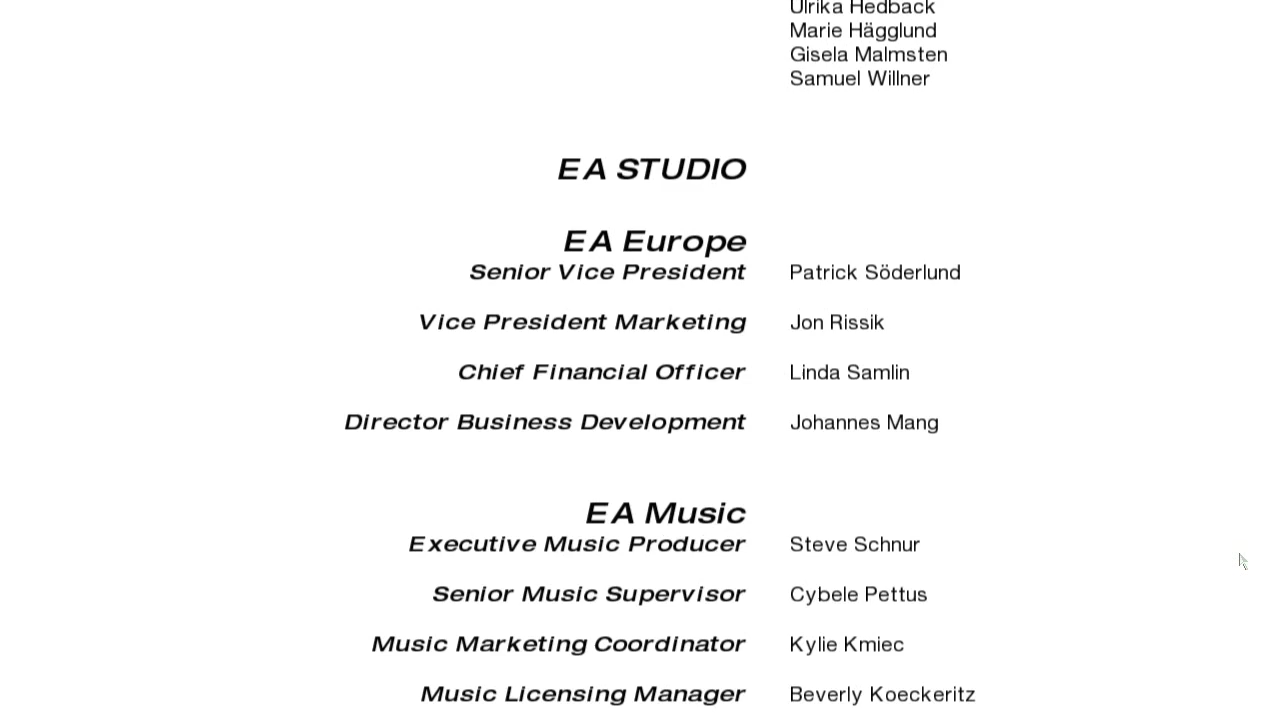 Ulrika Hedbäck
Marie Hägglund
Gisela Malmsten
Samuel Willner
EA STUDIO
EA Europe
Senior Vice President Patrick Söderlund
Vice President Marketing Jon Rissik
Chief Financial Officer Linda Samlin
Director Business Development Johannes Mang
EA Music
Executive Music Producer Steve Schnur
Senior Music Supervisor Cybele Pettus
Music Marketing Coordinator Kylie Kmiec
Music Licensing Manager Beverly Koeckeritz